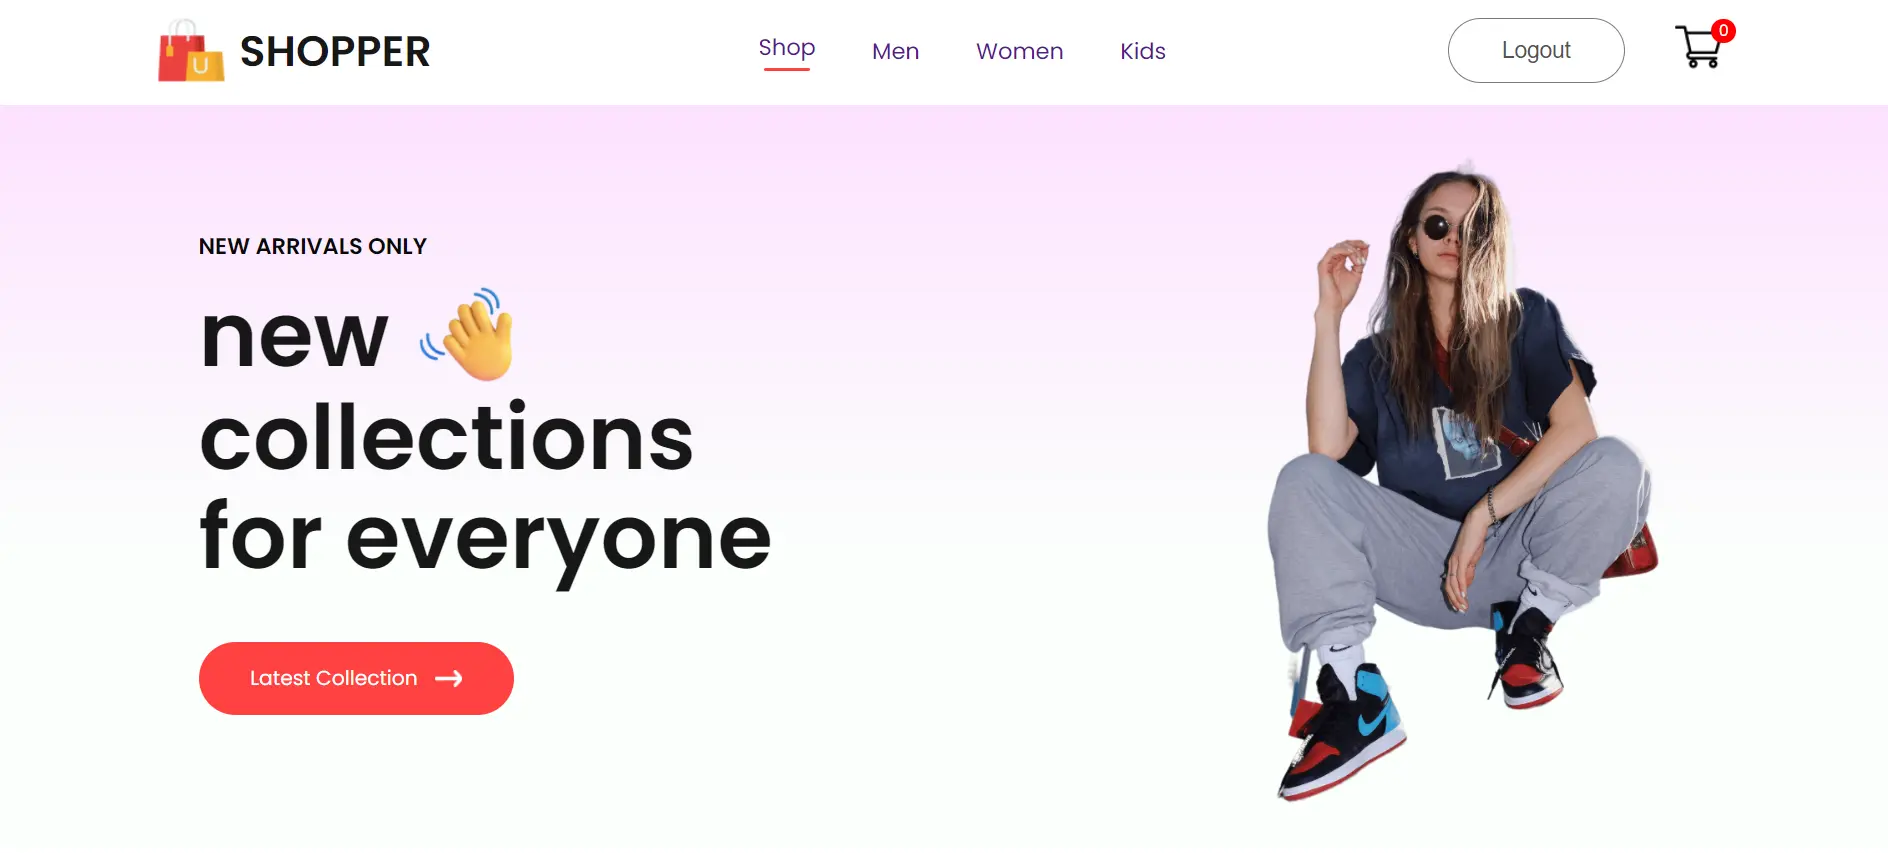 SHOPPER
Shop
Men
Women
Kids
Logout
0
NEW ARRIVALS ONLY
new
collections
for everyone
Latest Collection